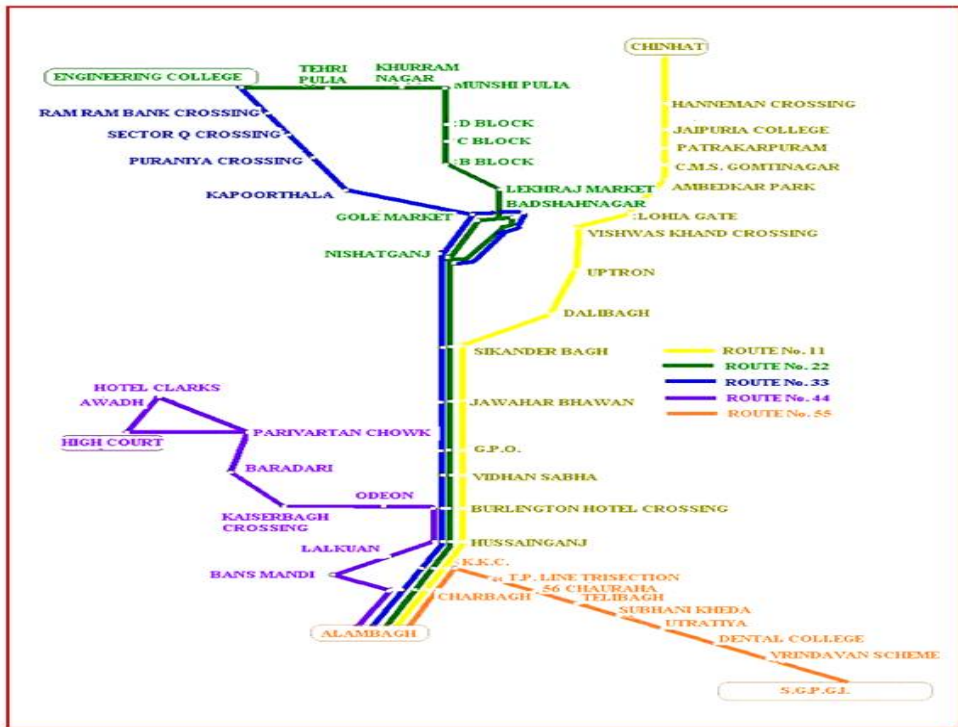 CHINHAT
ENGINEERING COLLEGE
TEHRI
PULIA
KHURRAM
NAGAR
MUNSHI PULIA
HANNEMAN CROSSING
RAM RAM BANK CROSSING
:D BLOCK
JAIPURIA COLLEGE
SECTOR Q CROSSING
C BLOCK
PATRAKARPURAM
PURANIYA CROSSING
:B BLOCK
C.M.S. GOMTINAGAR
KAPOORTHALA
LEKHRAJ MARKET
AMBEDKAR PARK
BADSHAHNAGAR
GOLE MARKET
:LOHIA GATE
VISHWAS KHAND CROSSING
NISHATGANJ
UPTRON
DALIBAGH
SIKANDER BAGH
ROUTE No. 11
ROUTE No. 22
ROUTE No. 33
ROUTE No. 44
ROUTE No. 55
HOTEL CLARKS
AWADH
JAWAHAR BHAWAN
HIGH COURT
PARIVARTAN CHOWK
G.P.O.
BARADARI
VIDHAN SABHA
ODEON
KAISERBAGH
CROSSING
BURLINGTON HOTEL CROSSING
LALKUAN
HUSSAINGANJ
K.K.C.
BANS MANDI
T.P. LINE TRISECTION
56 CHAURAHA
CHARBAGH
TELIBAGH
SUBHANI KHEDA
UTRATIYA
ALAMBAGH
DENTAL COLLEGE
VRINDAVAN SCHEME
S.G.P.G.I.